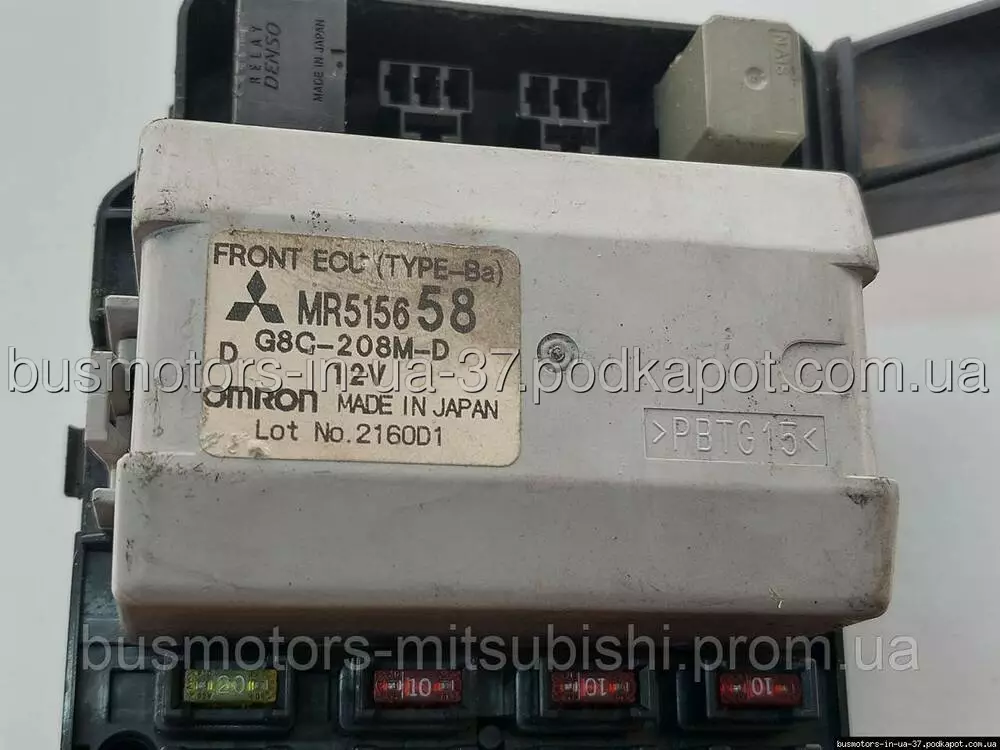 RELAY
DENSO
MADE IN JAPAN
NAIS
FRONT ECU (TYPE-Ba)
MR515658
G8C-208M-D
D
12V
OMRON MADE IN JAPAN
Lot No.2160D1
>PBTG15<
busmotors-in-ua-37.podkapot.com.ua
busmotors-mitsubishi.prom.ua
20
10
10
10
busmotors-in-ua-37.podkapot.com.ua